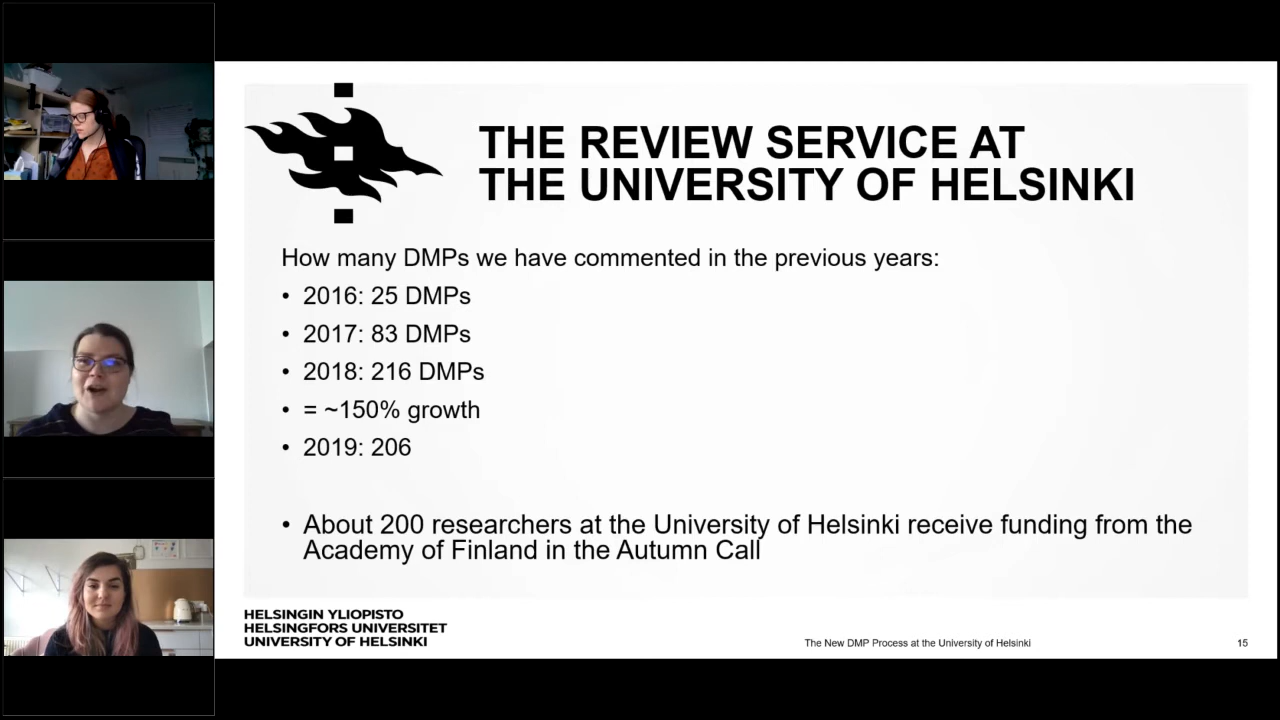 THE REVIEW SERVICE AT
THE UNIVERSITY OF HELSINKI
How many DMPs we have commented in the previous years:
• 2016: 25 DMPs
• 2017: 83 DMPs
• 2018: 216 DMPs
• = ~150% growth
• 2019: 206
• About 200 researchers at the University of Helsinki receive funding from the
Academy of Finland in the Autumn Call
HELSINGIN YLIOPISTO
HELSINGFORS UNIVERSITET
UNIVERSITY OF HELSINKI
The New DMP Process at the University of Helsinki
15